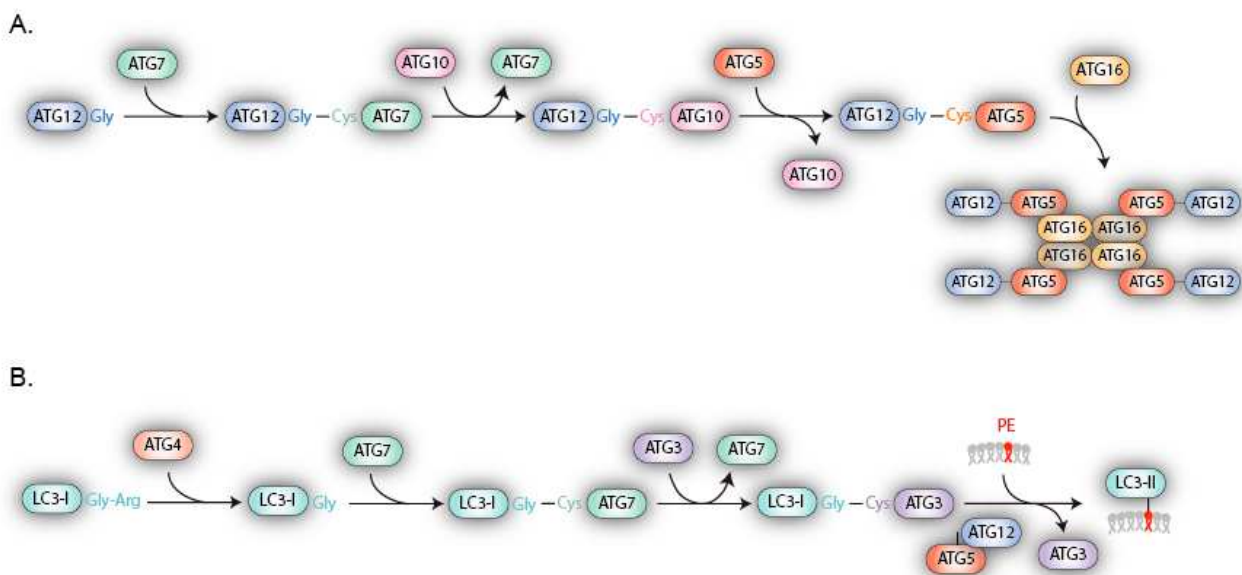 A.
ATG7 ATG10 ATG7 ATG5 ATG16
ATG12 Gly ATG12 Gly Cys ATG7 ATG12 Gly Cys ATG10 ATG12 Gly Cys ATG5
ATG10
ATG12 ATG5 ATG5 ATG12
ATG16 ATG16
ATG16 ATG16
ATG12 ATG5 ATG5 ATG12
B.
PE
ATG4 ATG7 ATG3 ATG7
LC3-I Gly-Arg LC3-I Gly LC3-I Gly Cys ATG7 LC3-I Gly Cys ATG3 LC3-II
ATG12
ATG5 ATG3